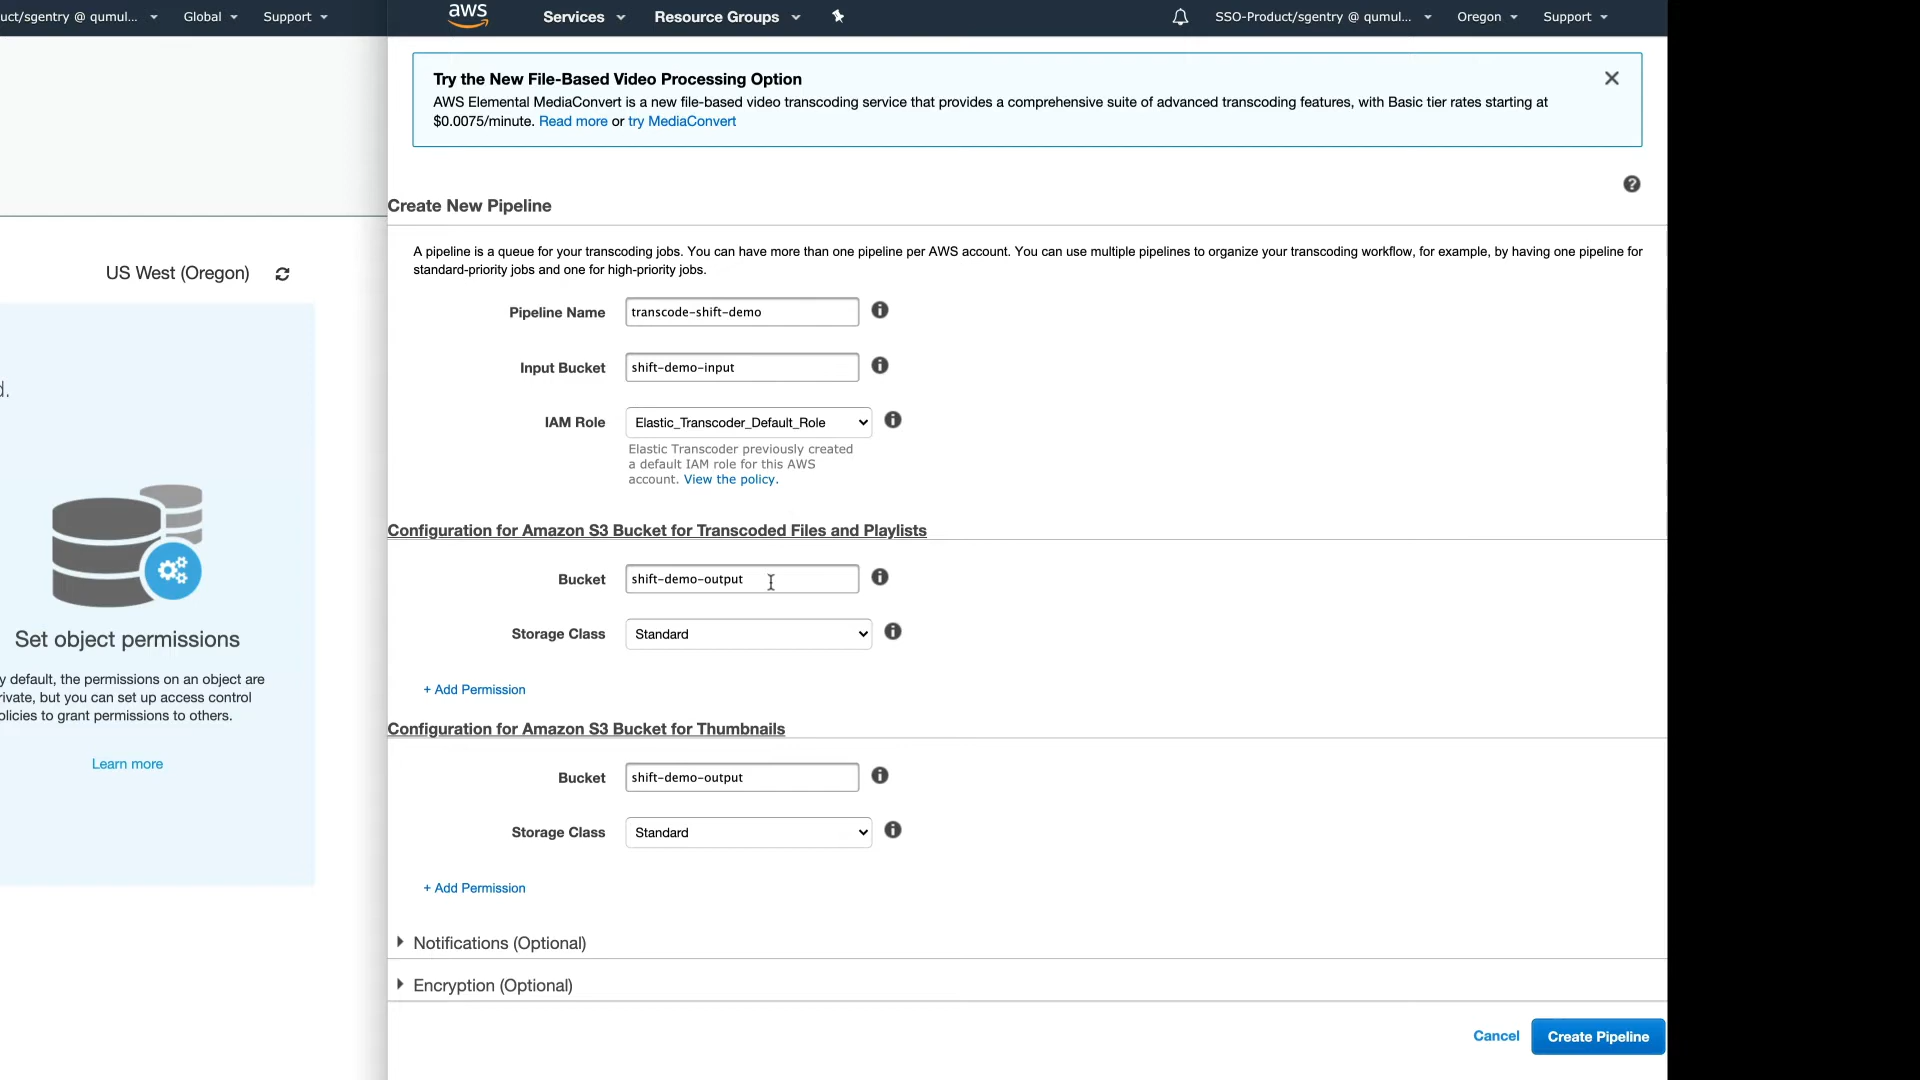 uct/sgentry @ qumul...
Global
Support
aws
Services
Resource Groups
SSO-Product/sgentry @ qumul...
Oregon
Support
Try the New File-Based Video Processing Option
AWS Elemental MediaConvert is a new file-based video transcoding service that provides a comprehensive suite of advanced transcoding features, with Basic tier rates starting at
$0.0075/minute. Read more or try MediaConvert
Create New Pipeline
A pipeline is a queue for your transcoding jobs. You can have more than one pipeline per AWS account. You can use multiple pipelines to organize your transcoding workflow, for example, by having one pipeline for
standard-priority jobs and one for high-priority jobs.
US West (Oregon)
Pipeline Name
transcode-shift-demo
Input Bucket
shift-demo-input
d.
IAM Role
Elastic_Transcoder_Default_Role
Elastic Transcoder previously created
a default IAM role for this AWS
account. View the policy.
Configuration for Amazon S3 Bucket for Transcoded Files and Playlists
Bucket
shift-demo-output
Storage Class
Standard
+ Add Permission
Set object permissions
y default, the permissions on an object are
rivate, but you can set up access control
olicies to grant permissions to others.
Learn more
Configuration for Amazon S3 Bucket for Thumbnails
Bucket
shift-demo-output
Storage Class
Standard
+ Add Permission
Notifications (Optional)
Encryption (Optional)
Cancel
Create Pipeline